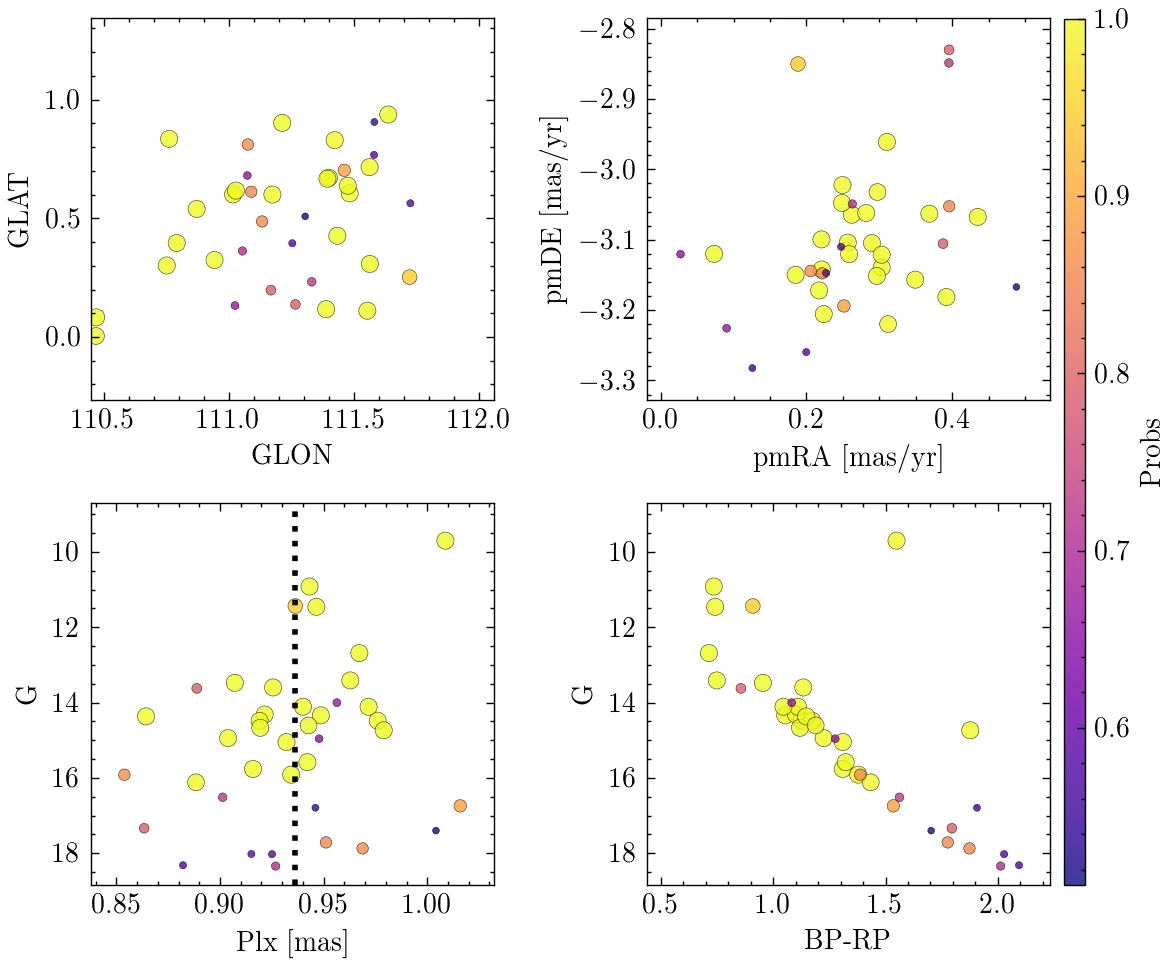 1.0
0.5
0.0
GLAT
110.5 111.0 111.5 112.0
GLON
−2.8
−2.9
−3.0
−3.1
−3.2
−3.3
pmDE [mas/yr]
0.0 0.2 0.4
pmRA [mas/yr]
1.0
0.9
0.8
0.7
0.6
Probs
10
12
14
16
18
G
0.85 0.90 0.95 1.00
Plx [mas]
10
12
14
16
18
G
0.5 1.0 1.5 2.0
BP-RP